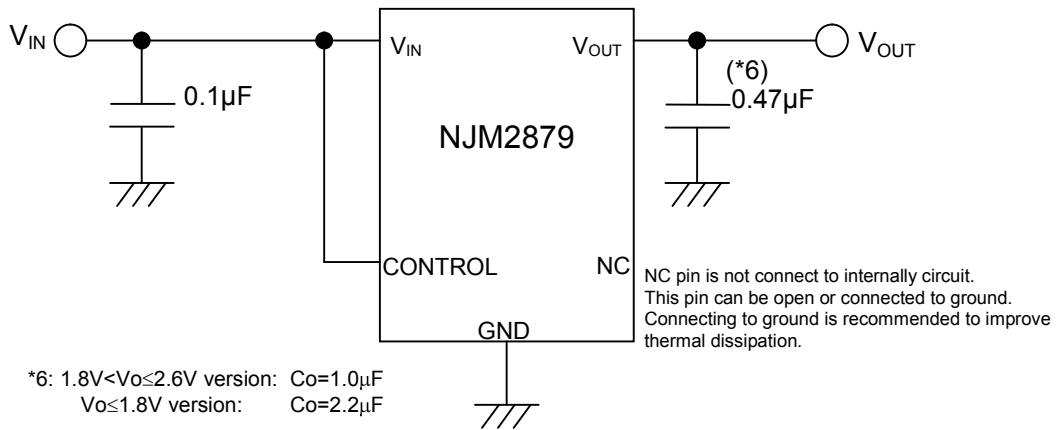 VIN
VIN
VOUT
VOUT
0.1µF
(*6)
0.47µF
NJM2879
CONTROL
NC
NC pin is not connect to internally circuit.
This pin can be open or connected to ground.
Connecting to ground is recommended to improve
thermal dissipation.
GND
*6: 1.8V<Vo≤2.6V version: Co=1.0µF
Vo≤1.8V version: Co=2.2µF